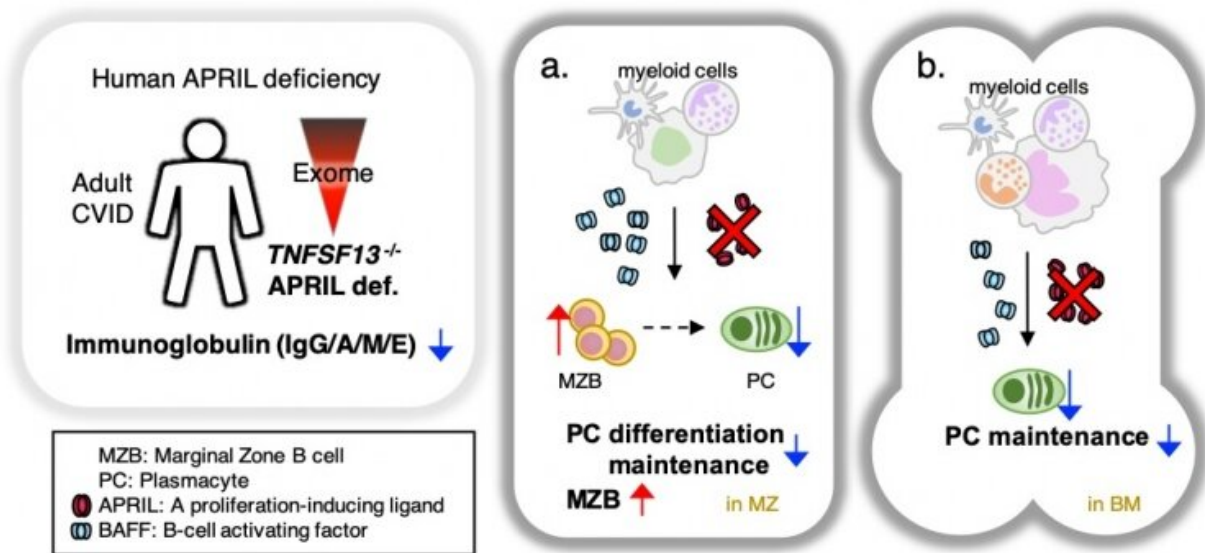 Human APRIL deficiency
Adult
CVID
Exome
TNFSF13 -/-
APRIL def.
Immunoglobulin (IgG/A/M/E)
MZB: Marginal Zone B cell
PC: Plasmacyte
APRIL: A proliferation-inducing ligand
BAFF: B-cell activating factor
a.
myeloid cells
MZB
PC
PC differentiation
maintenance
MZB
in MZ
b.
myeloid cells
PC maintenance
in BM